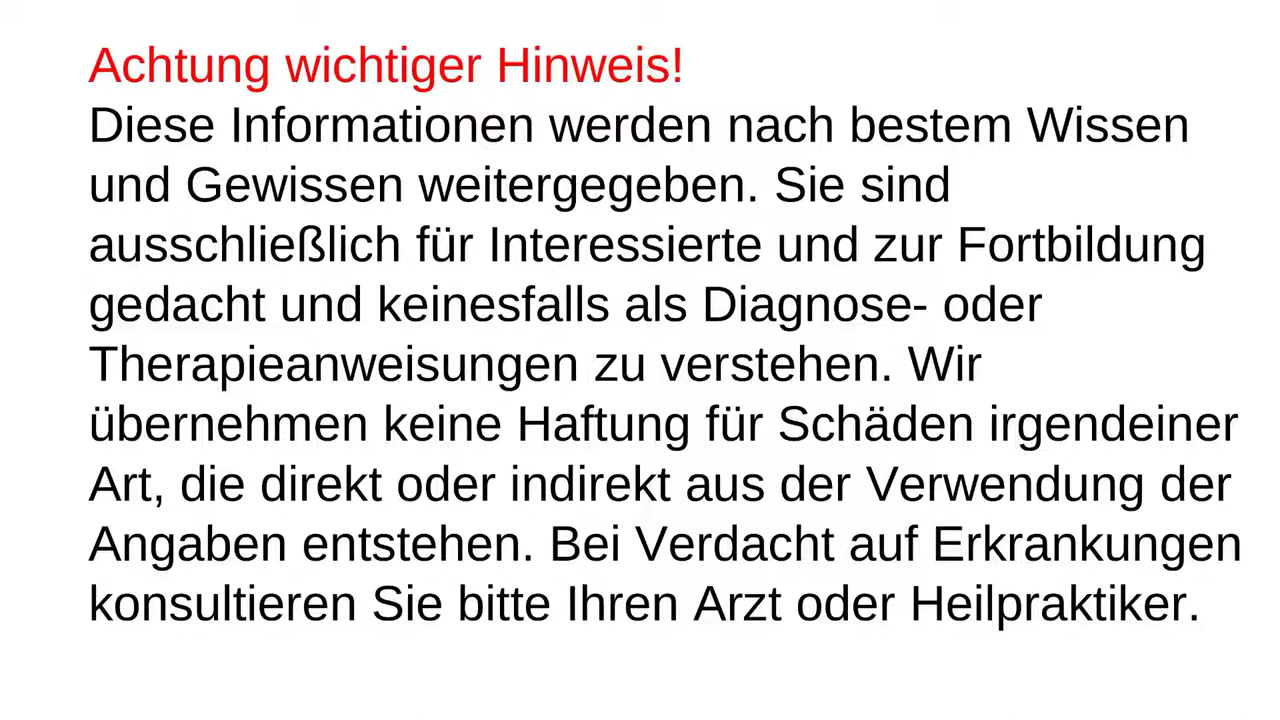 Achtung wichtiger Hinweis!
Diese Informationen werden nach bestem Wissen
und Gewissen weitergegeben. Sie sind
ausschließlich für Interessierte und zur Fortbildung
gedacht und keinesfalls als Diagnose- oder
Therapieanweisungen zu verstehen. Wir
übernehmen keine Haftung für Schäden irgendeiner
Art, die direkt oder indirekt aus der Verwendung der
Angaben entstehen. Bei Verdacht auf Erkrankungen
konsultieren Sie bitte Ihren Arzt oder Heilpraktiker.